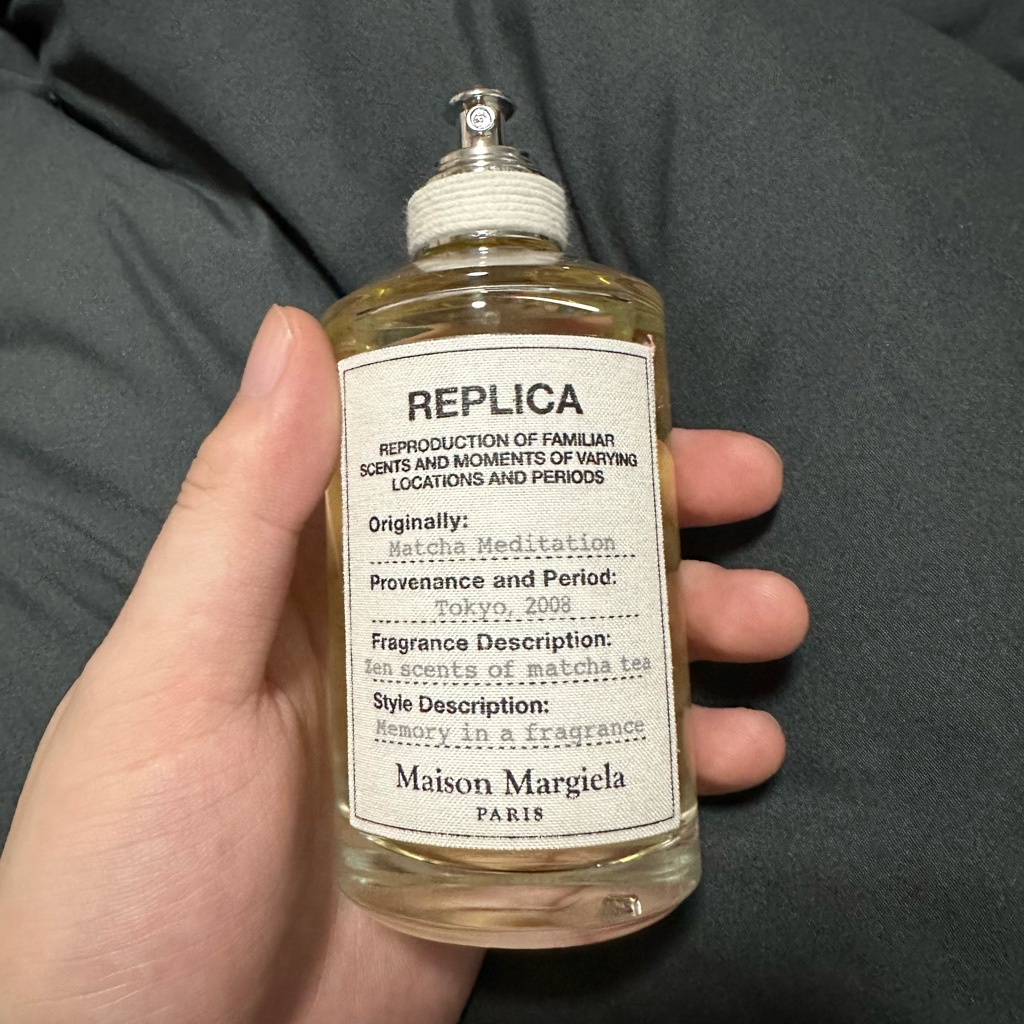 REPLICA
REPRODUCTION OF FAMILIAR
SCENTS AND MOMENTS OF VARYING
LOCATIONS AND PERIODS
Originally:
Matcha Meditation
Provenance and Period:
Tokyo, 2008
Fragrance Description:
Zen scents of matcha tea
Style Description:
Memory in a fragrance
Maison Margiela
PARIS